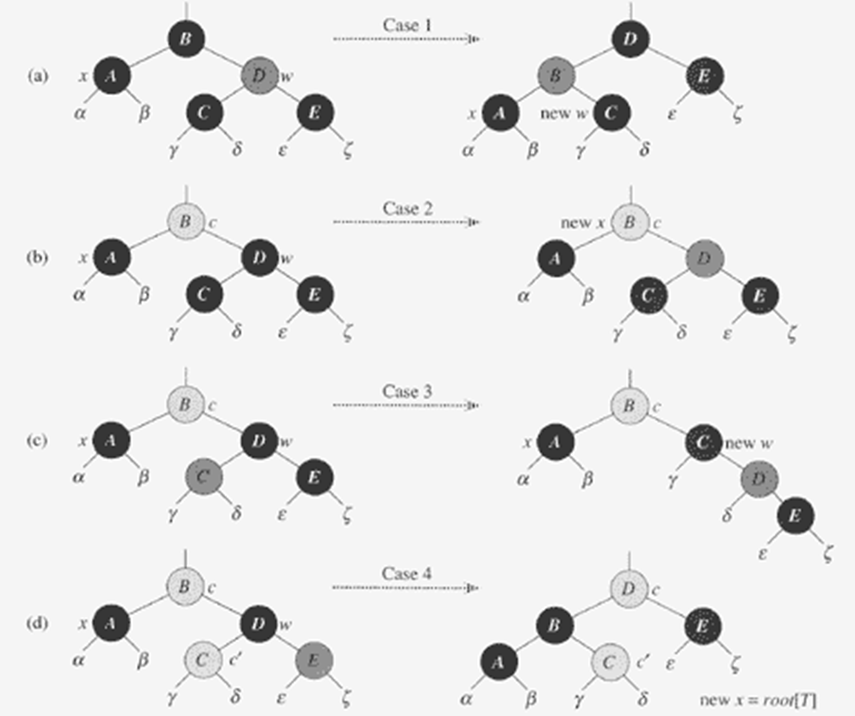 Case 1
B D
(a) x A D w B E
C E x A new w C
α β ε ζ
γ δ ε ζ α β γ δ
Case 2
B c new x B c
(b) x A D w A D
α β C E α β C E
γ δ ε ζ γ δ ε ζ
Case 3
B c B c
(c) x A D w x A C new w
α β C E α β γ D
γ δ ε ζ δ E
ε ζ
Case 4
B c D c
(d) x A D w B E
α β C c′ E A C c′ ε ζ
γ δ ε ζ α β γ δ new x = root[T]